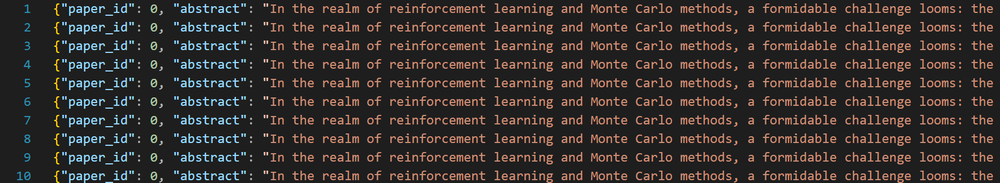 1 {"paper_id": 0, "abstract": "In the realm of reinforcement learning and Monte Carlo methods, a formidable challenge looms: the
2 {"paper_id": 0, "abstract": "In the realm of reinforcement learning and Monte Carlo methods, a formidable challenge looms: the
3 {"paper_id": 0, "abstract": "In the realm of reinforcement learning and Monte Carlo methods, a formidable challenge looms: the
4 {"paper_id": 0, "abstract": "In the realm of reinforcement learning and Monte Carlo methods, a formidable challenge looms: the
5 {"paper_id": 0, "abstract": "In the realm of reinforcement learning and Monte Carlo methods, a formidable challenge looms: the
6 {"paper_id": 0, "abstract": "In the realm of reinforcement learning and Monte Carlo methods, a formidable challenge looms: the
7 {"paper_id": 0, "abstract": "In the realm of reinforcement learning and Monte Carlo methods, a formidable challenge looms: the
8 {"paper_id": 0, "abstract": "In the realm of reinforcement learning and Monte Carlo methods, a formidable challenge looms: the
9 {"paper_id": 0, "abstract": "In the realm of reinforcement learning and Monte Carlo methods, a formidable challenge looms: the
10 {"paper_id": 0, "abstract": "In the realm of reinforcement learning and Monte Carlo methods, a formidable challenge looms: the